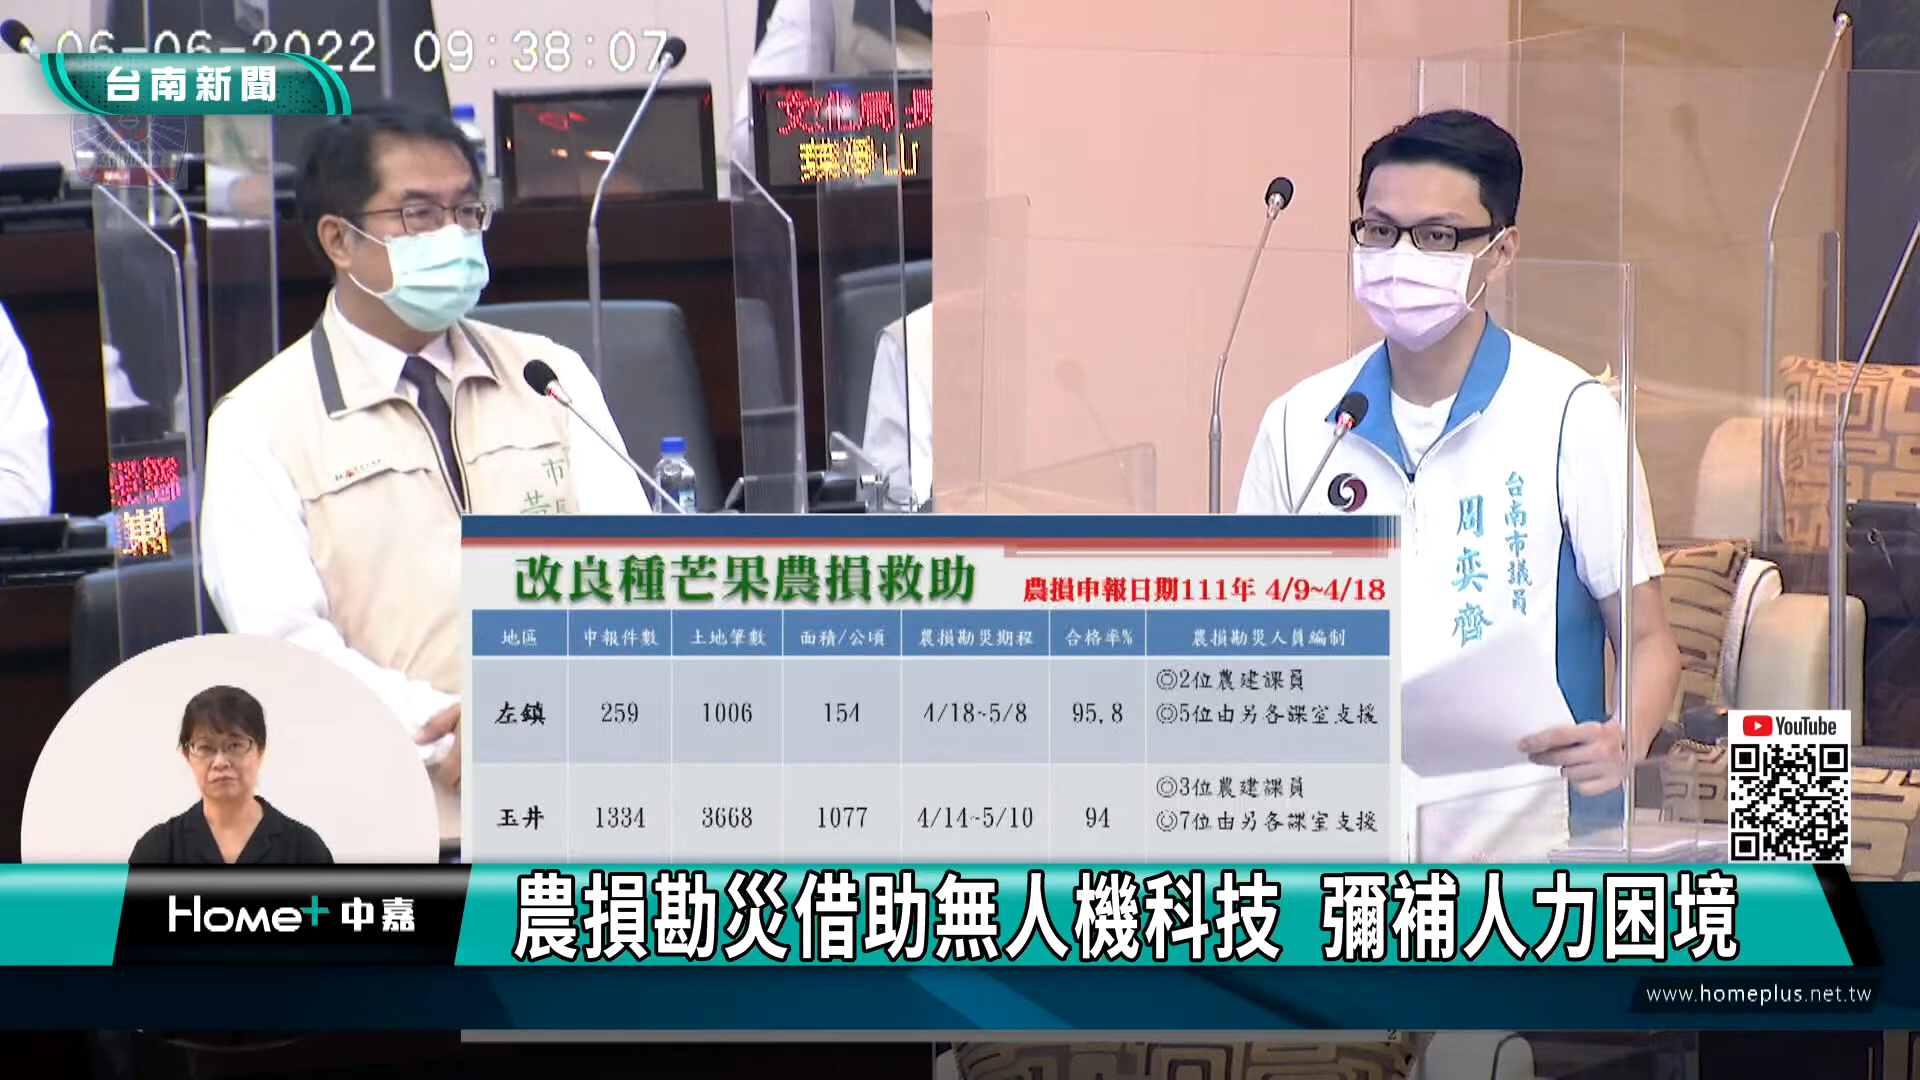 06-06-2022 09:38:07
台南新聞
文化局長
市
黃
台南市議員
周奕齊
改良種芒果農損救助
農損申報日期111年 4/9~4/18
地區 申報件數 土地筆數 面積/公頃 農損勘災期程 合格率% 農損勘災人員編制
左鎮 259 1006 154 4/18~5/8 95.8 ◎2位農建課員
◎5位由另各課室支援
玉井 1334 3668 1077 4/14~5/10 94 ◎3位農建課員
◎7位由另各課室支援
YouTube
Home+ 中嘉
農損勘災借助無人機科技 彌補人力困境
www.homeplus.net.tw
2